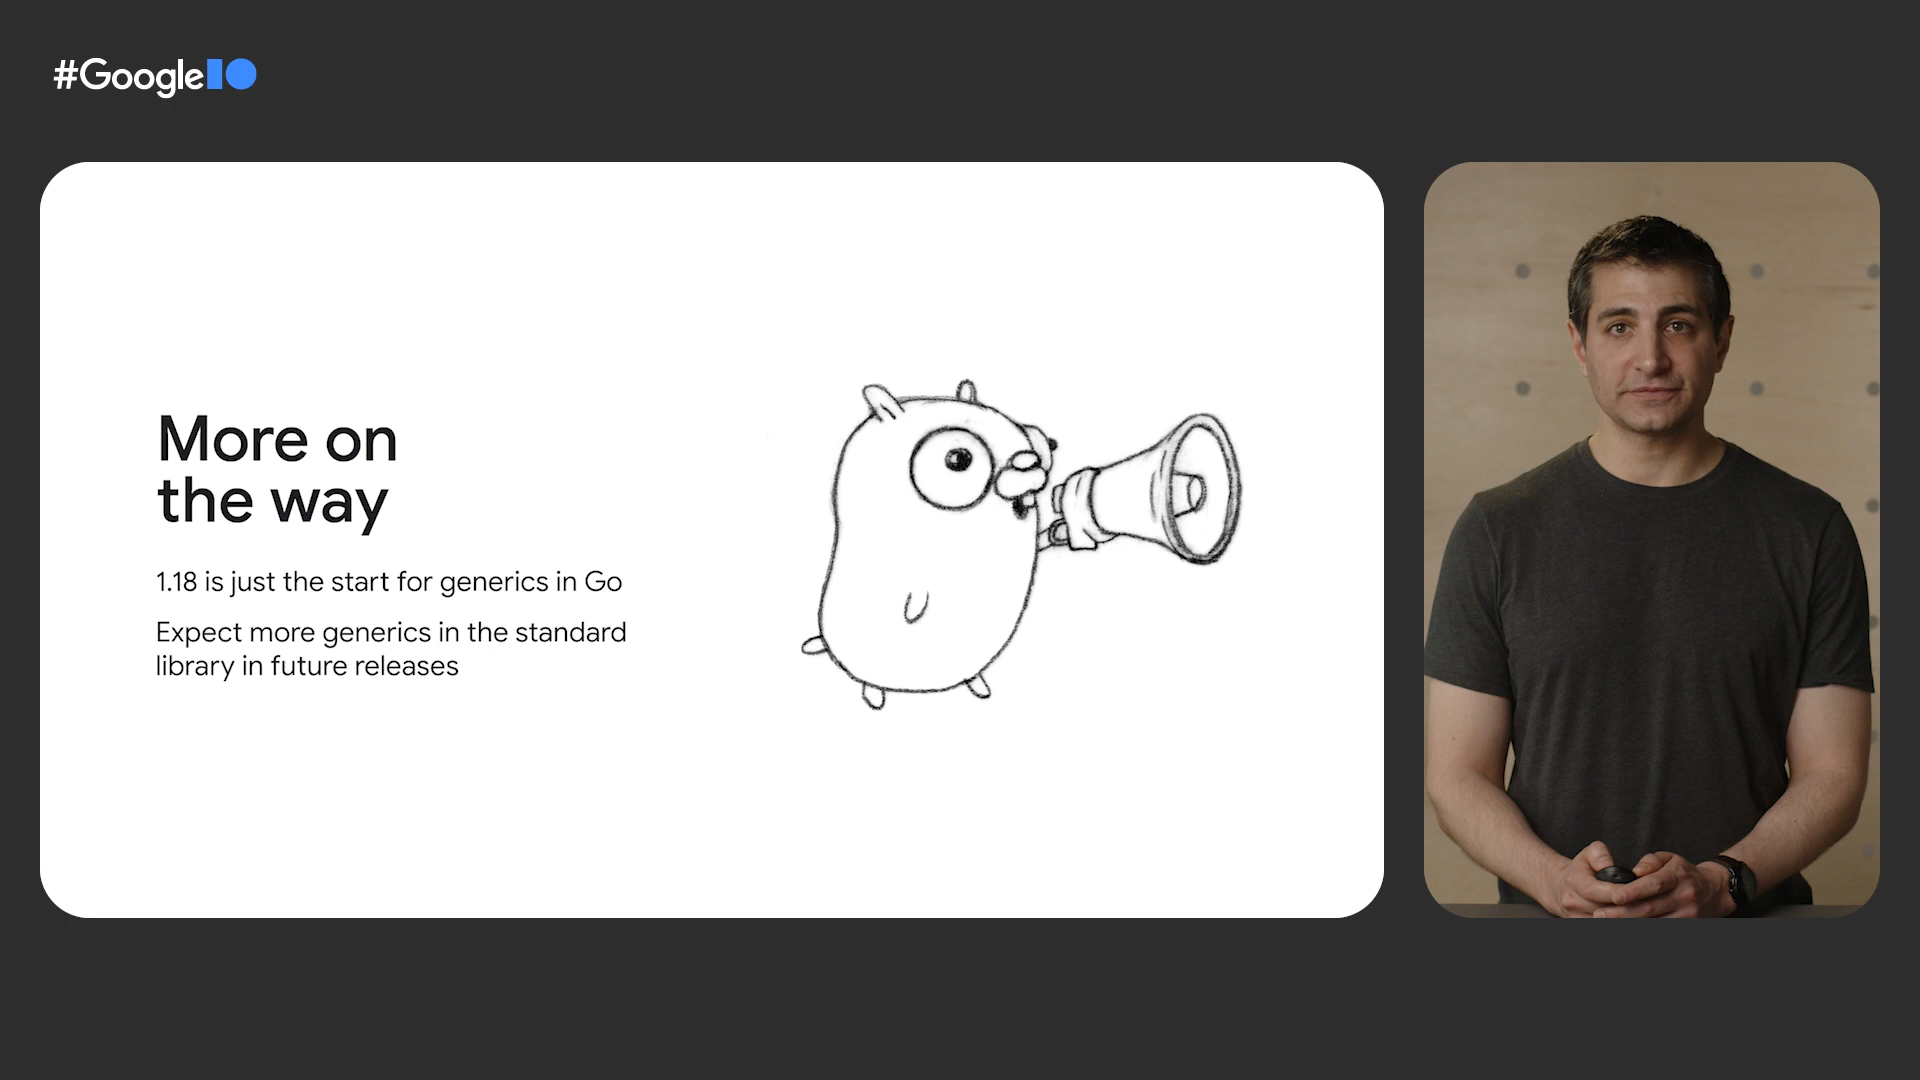 #GoogleIO
More on
the way
1.18 is just the start for generics in Go
Expect more generics in the standard
library in future releases